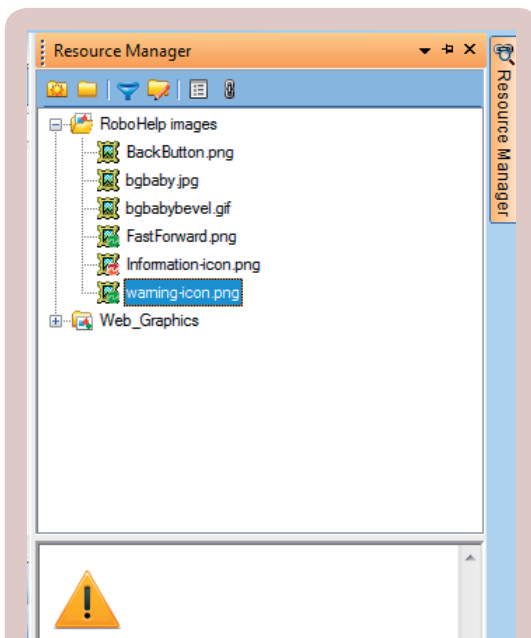 Resource Manager
RoboHelp images
BackButton.png
bgbaby.jpg
bgbabybevel.gif
FastForward.png
Information-icon.png
warning-icon.png
Web_Graphics
Resource Manager